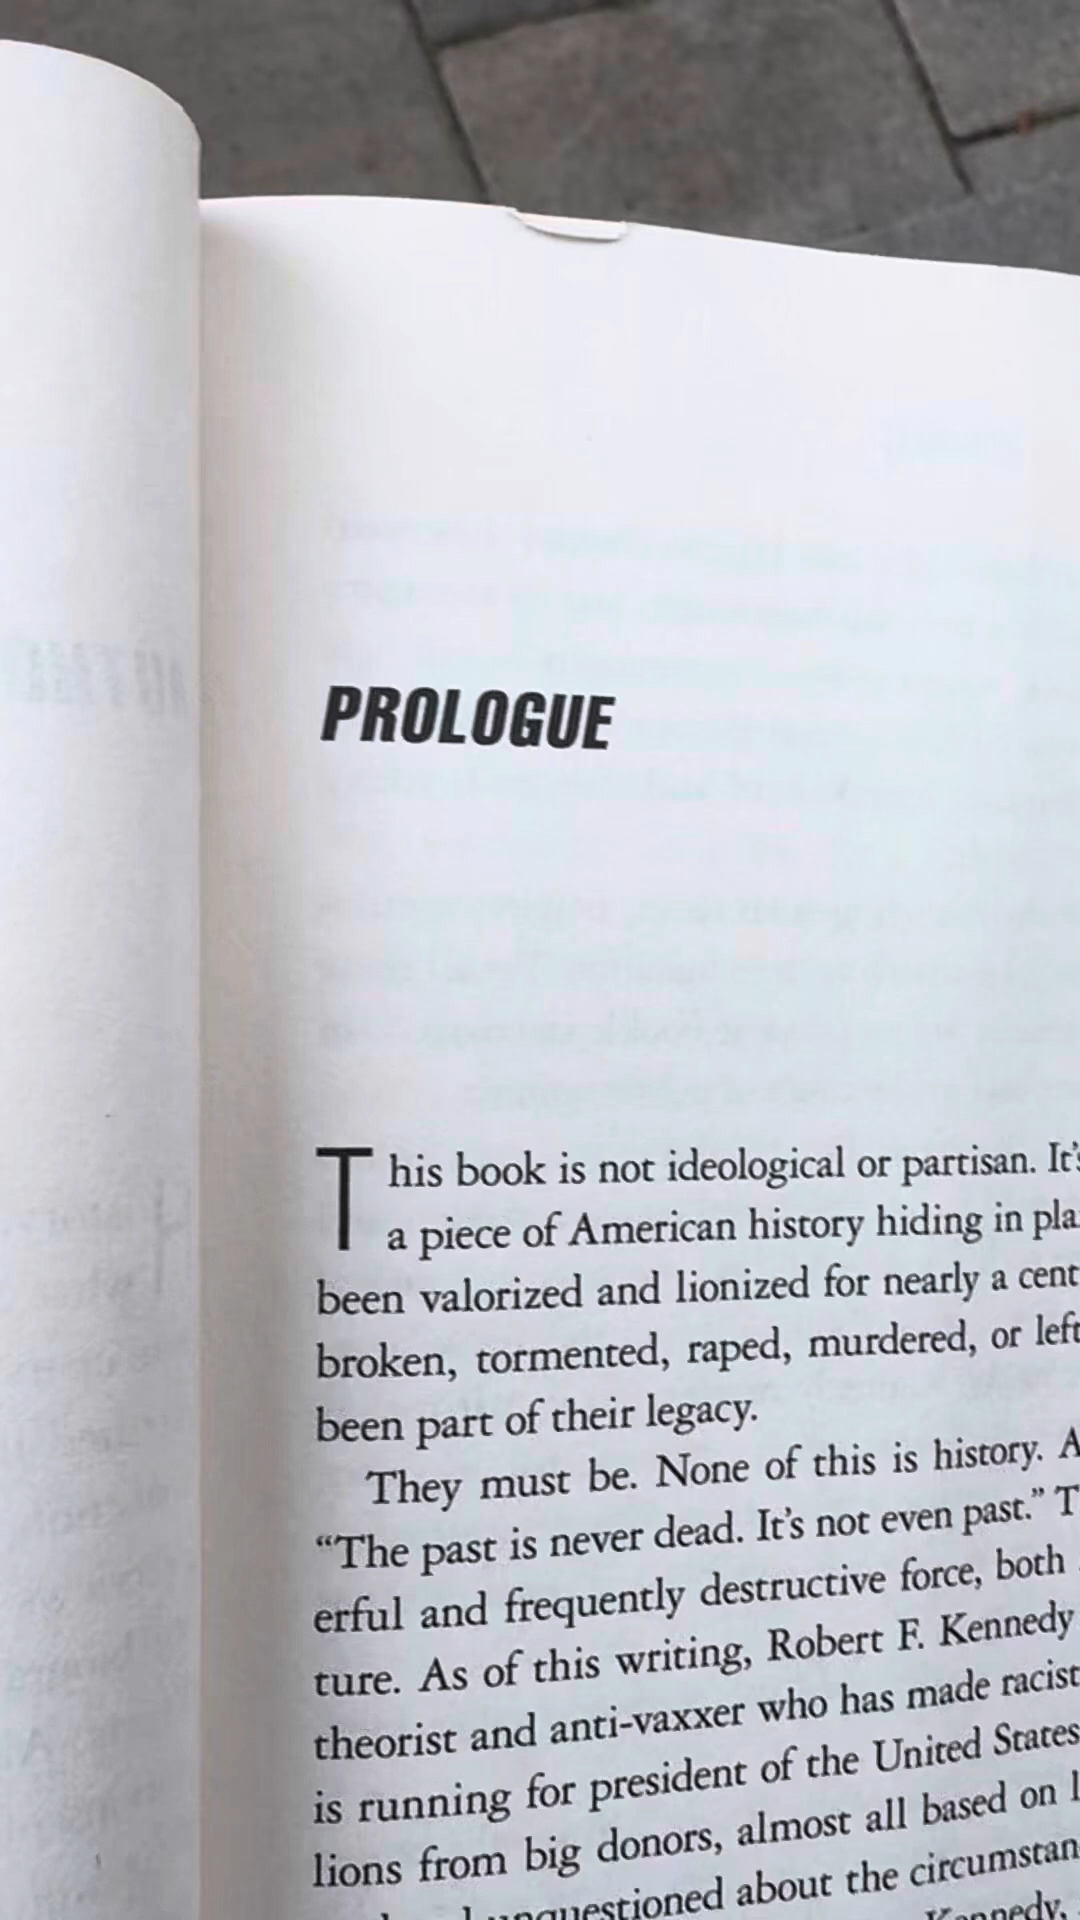 PROLOGUE
This book is not ideological or partisan. It's
a piece of American history hiding in pla
been valorized and lionized for nearly a cent
broken, tormented, raped, murdered, or left
been part of their legacy.
They must be. None of this is history. A
“The past is never dead. It's not even past.” T
erful and frequently destructive force, both
ture. As of this writing, Robert F. Kennedy
theorist and anti-vaxxer who has made racist
is running for president of the United States
lions from big donors, almost all based on l
unquestioned about the circumstan
Kennedy,